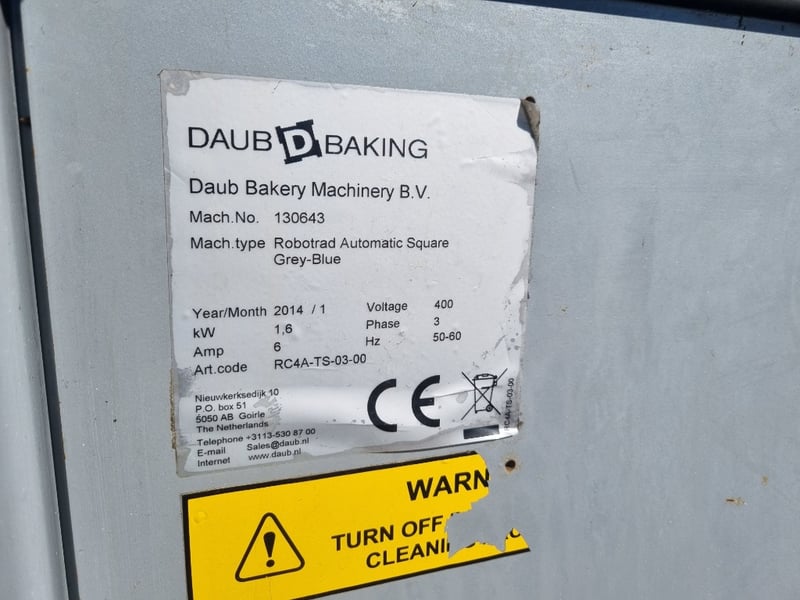 DAUB D BAKING
Daub Bakery Machinery B.V.
Mach.No. 130643
Mach.type Robotrad Automatic Square
Grey-Blue
Year/Month 2014 / 1 Voltage 400
kW 1,6 Phase 3
Amp 6 Hz 50-60
Art.code RC4A-TS-03-00
Nieuwkerksedijk 10
P.O. box 51
5050 AB Goirle
The Netherlands
Telephone +3113-530 87 00
E-mail Sales@daub.nl
Internet www.daub.nl
CE
RC4A-TS-03-00
WARN
TURN OFF
CLEANI